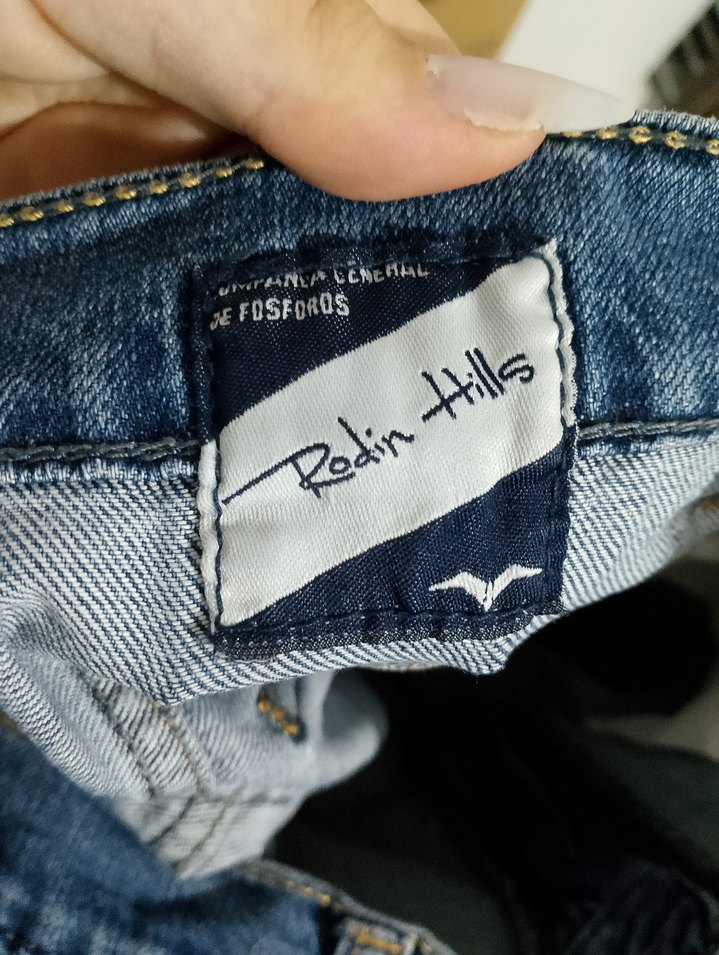 GENERAL
DE FOSFOROS
Rodin Hills